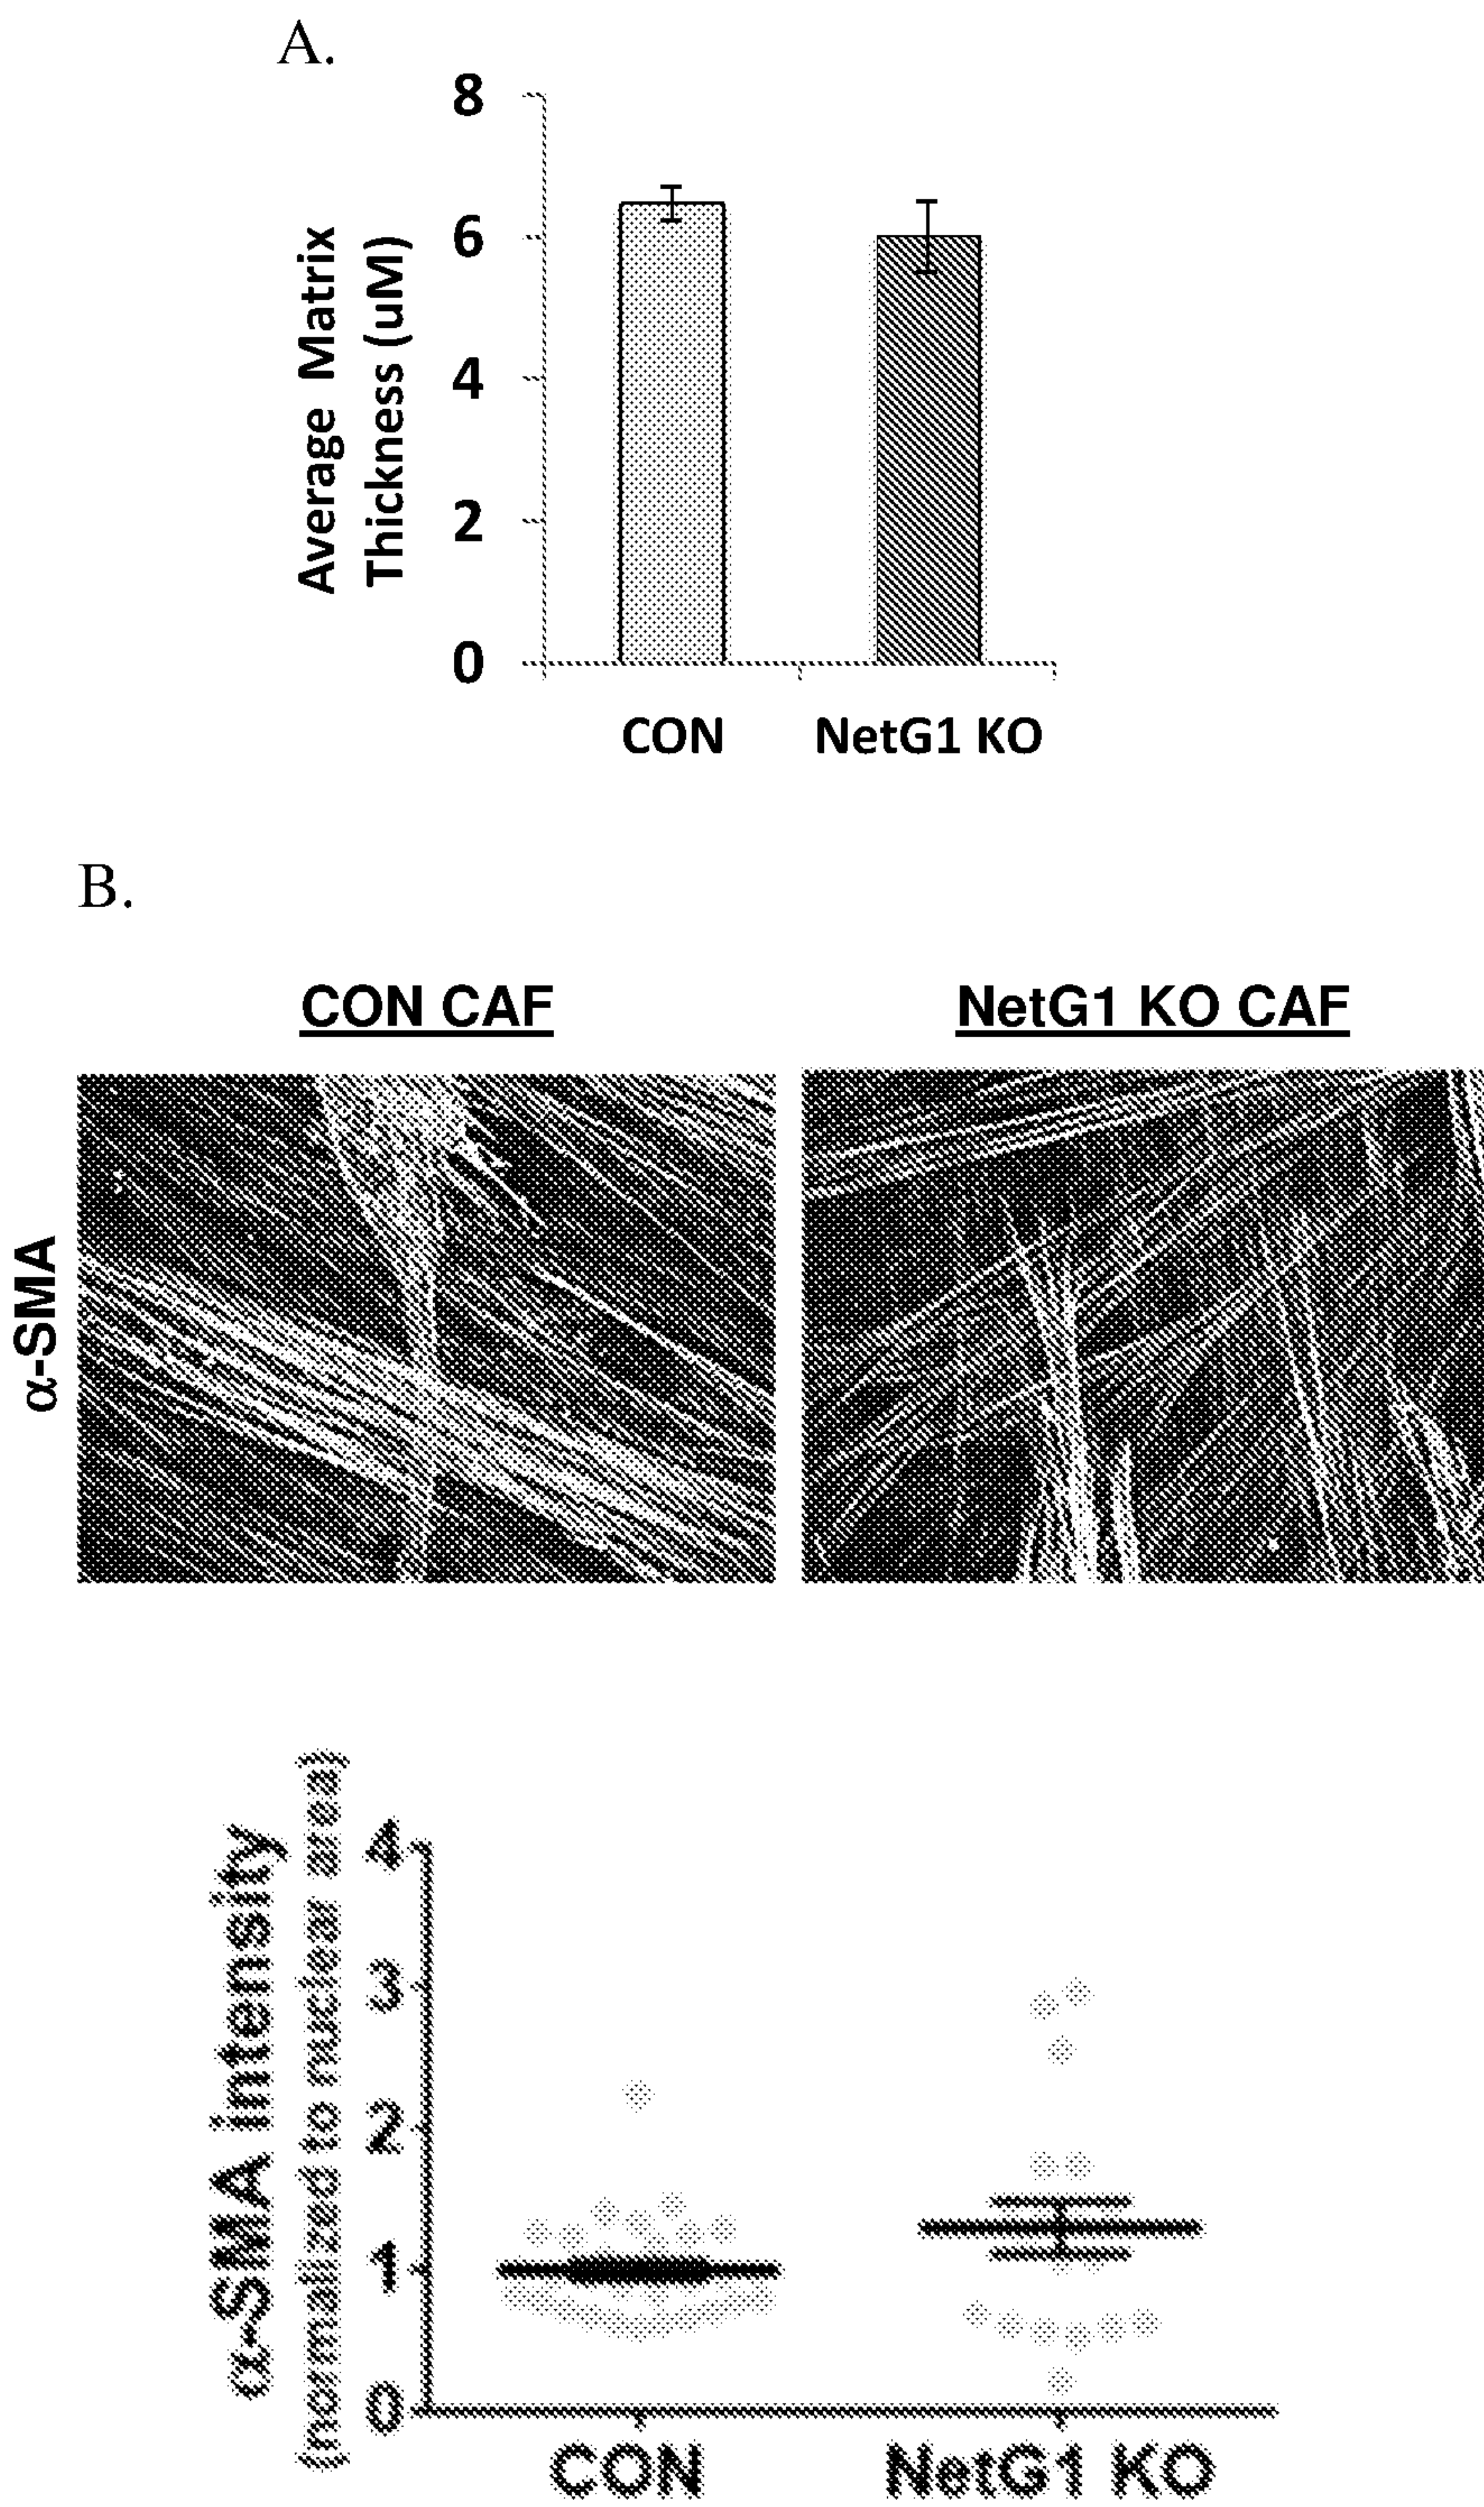 A.
Average Matrix
Thickness (uM)
8
6
4
2
0
CON NetG1 KO
B.
CON CAF NetG1 KO CAF
α-SMA
α-SMA intensity
(normalized to nuclear area)
4
3
2
1
0
CON NetG1 KO